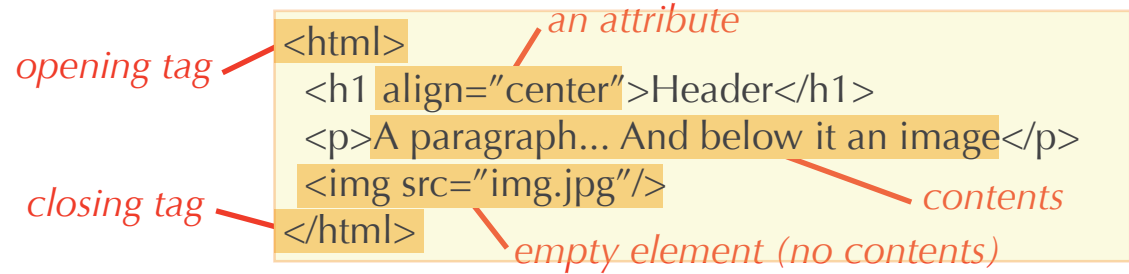 an attribute
<html>
opening tag
<h1 align=″center″>Header</h1>
<p>A paragraph... And below it an image</p>
<img src=″img.jpg″/>
contents
closing tag
</html>
empty element (no contents)